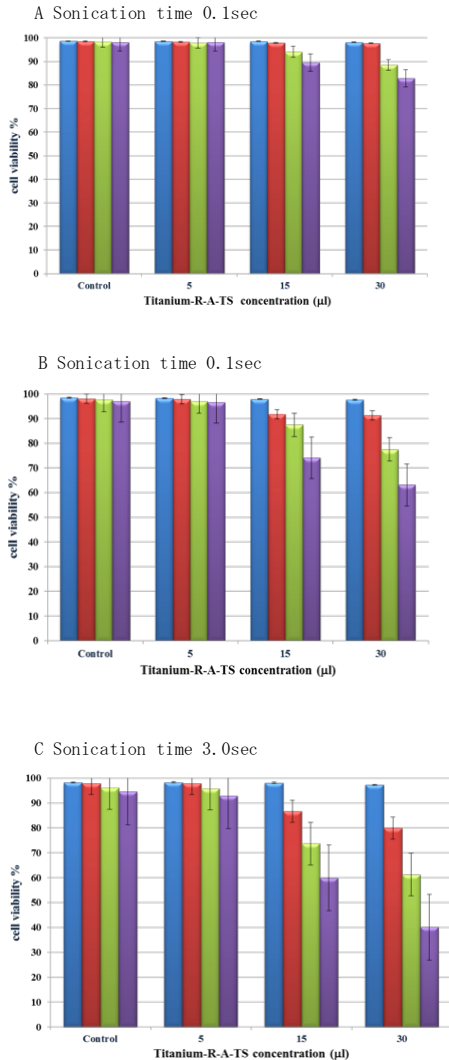 A Sonication time 0.1sec
100
90
80
70
60
50
40
30
20
10
0
cell viability %
Control 5 15 30
Titanium-R-A-TS concentration (µl)
B Sonication time 0.1sec
100
90
80
70
60
50
40
30
20
10
0
cell viability %
Control 5 15 30
Titanium-R-A-TS concentration (µl)
C Sonication time 3.0sec
100
90
80
70
60
50
40
30
20
10
0
cell viability %
Control 5 15 30
Titanium-R-A-TS concentration (µl)